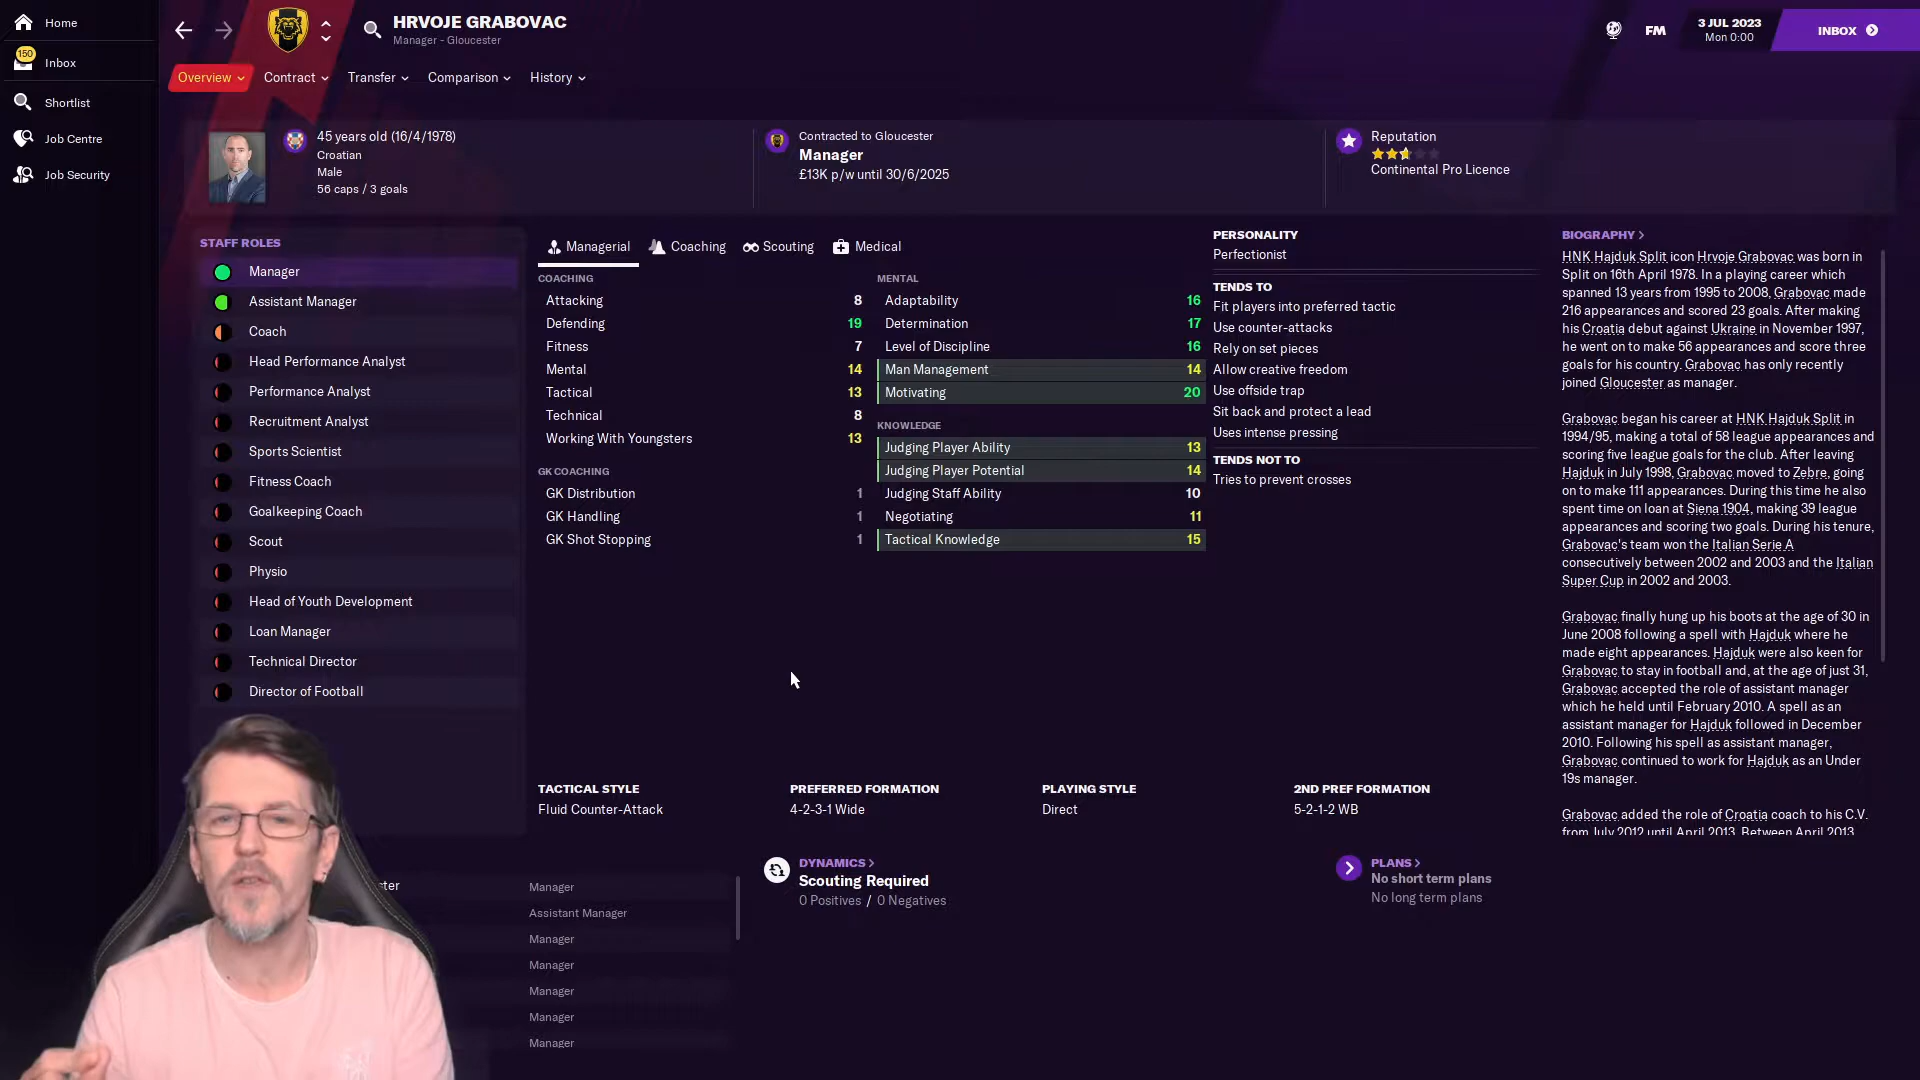 Home
150
Inbox
Shortlist
Job Centre
Job Security
HRVOJE GRABOVAC
Manager - Gloucester
FM
3 JUL 2023
Mon 0:00
INBOX
Overview
Contract
Transfer
Comparison
History
45 years old (16/4/1978)
Croatian
Male
56 caps / 3 goals
Contracted to Gloucester
Manager
£13K p/w until 30/6/2025
Reputation
Continental Pro Licence
STAFF ROLES
Manager
Assistant Manager
Coach
Head Performance Analyst
Performance Analyst
Recruitment Analyst
Sports Scientist
Fitness Coach
Goalkeeping Coach
Scout
Physio
Head of Youth Development
Loan Manager
Technical Director
Director of Football
Managerial
Coaching
Scouting
Medical
COACHING
Attacking 8
Defending 19
Fitness 7
Mental 14
Tactical 13
Technical 8
Working With Youngsters 13
GK COACHING
GK Distribution 1
GK Handling 1
GK Shot Stopping 1
MENTAL
Adaptability 16
Determination 17
Level of Discipline 16
Man Management 14
Motivating 20
KNOWLEDGE
Judging Player Ability 13
Judging Player Potential 14
Judging Staff Ability 10
Negotiating 11
Tactical Knowledge 15
PERSONALITY
Perfectionist
TENDS TO
Fit players into preferred tactic
Use counter-attacks
Rely on set pieces
Allow creative freedom
Use offside trap
Sit back and protect a lead
Uses intense pressing
TENDS NOT TO
Tries to prevent crosses
BIOGRAPHY >
HNK Hajduk Split icon Hrvoje Grabovac was born in
Split on 16th April 1978. In a playing career which
spanned 13 years from 1995 to 2008, Grabovac made
216 appearances and scored 23 goals. After making
his Croatia debut against Ukraine in November 1997,
he went on to make 56 appearances and score three
goals for his country. Grabovac has only recently
joined Gloucester as manager.
Grabovac began his career at HNK Hajduk Split in
1994/95, making a total of 58 league appearances and
scoring five league goals for the club. After leaving
Hajduk in July 1998, Grabovac moved to Zebre, going
on to make 111 appearances. During this time he also
spent time on loan at Siena 1904, making 39 league
appearances and scoring two goals. During his tenure,
Grabovac's team won the Italian Serie A
consecutively between 2002 and 2003 and the Italian
Super Cup in 2002 and 2003.
Grabovac finally hung up his boots at the age of 30 in
June 2008 following a spell with Hajduk where he
made eight appearances. Hajduk were also keen for
Grabovac to stay in football and, at the age of just 31,
Grabovac accepted the role of assistant manager
which he held until February 2010. A spell as an
assistant manager for Hajduk followed in December
2010. Following his spell as assistant manager,
Grabovac continued to work for Hajduk as an Under
19s manager.
Grabovac added the role of Croatia coach to his C.V.
from July 2012 until April 2013. Between April 2013
TACTICAL STYLE
Fluid Counter-Attack
PREFERRED FORMATION
4-2-3-1 Wide
PLAYING STYLE
Direct
2ND PREF FORMATION
5-2-1-2 WB
ster
Manager
Assistant Manager
Manager
Manager
Manager
Manager
Manager
DYNAMICS >
Scouting Required
0 Positives / 0 Negatives
PLANS >
No short term plans
No long term plans